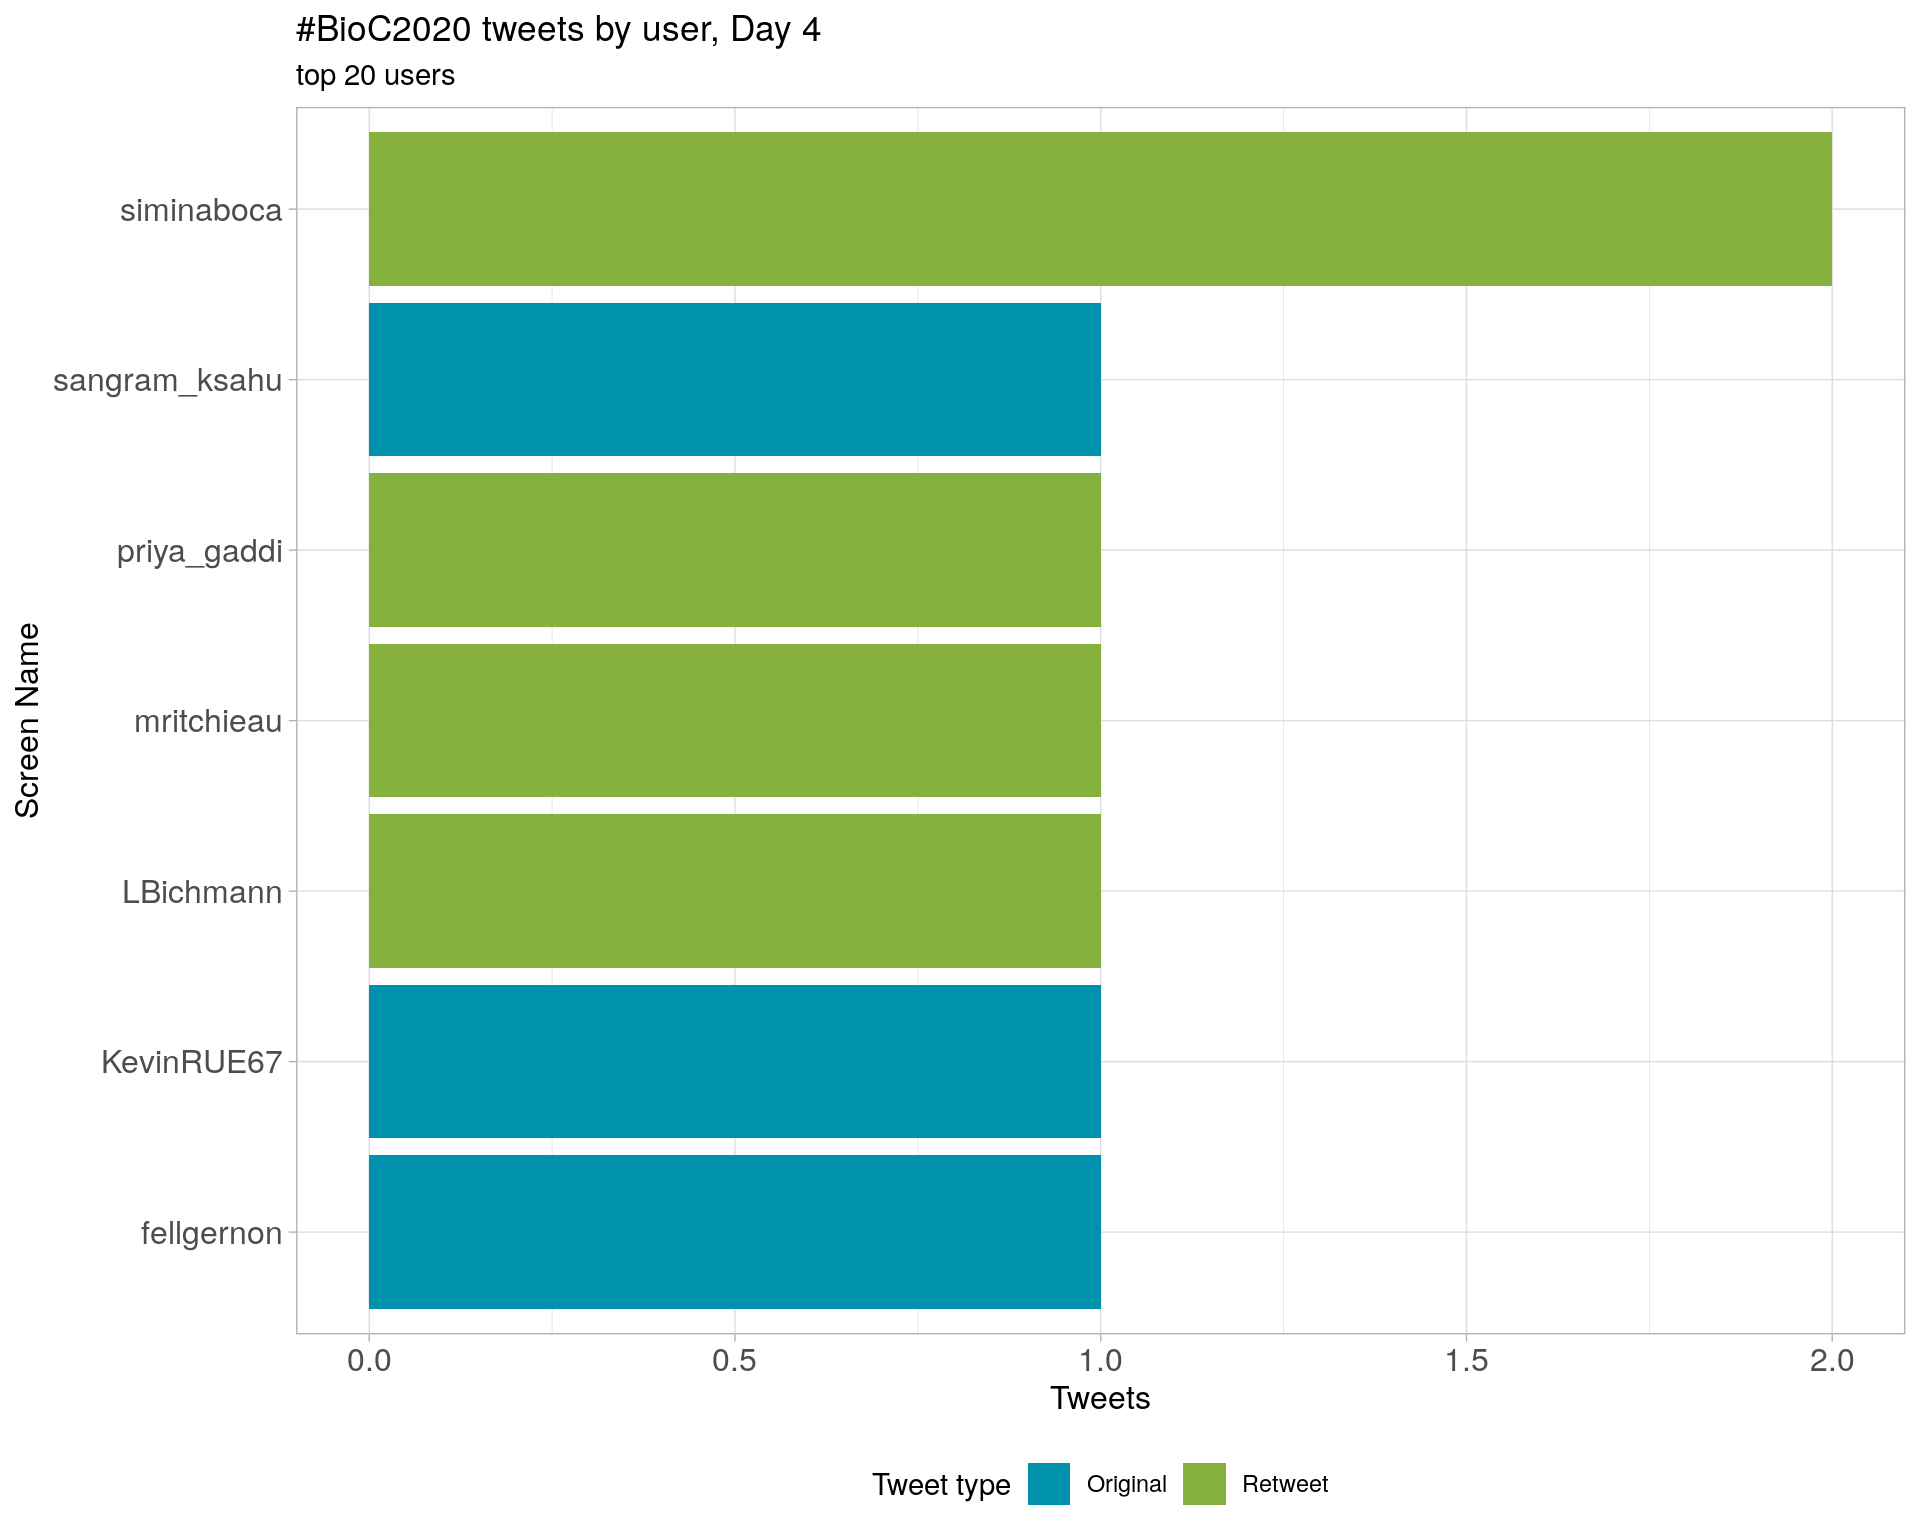 #BioC2020 tweets by user, Day 4
top 20 users
siminaboca
sangram_ksahu
priya_gaddi
mritchieau
LBichmann
KevinRUE67
fellgernon
Screen Name
0.0 0.5 1.0 1.5 2.0
Tweets
Tweet type Original Retweet